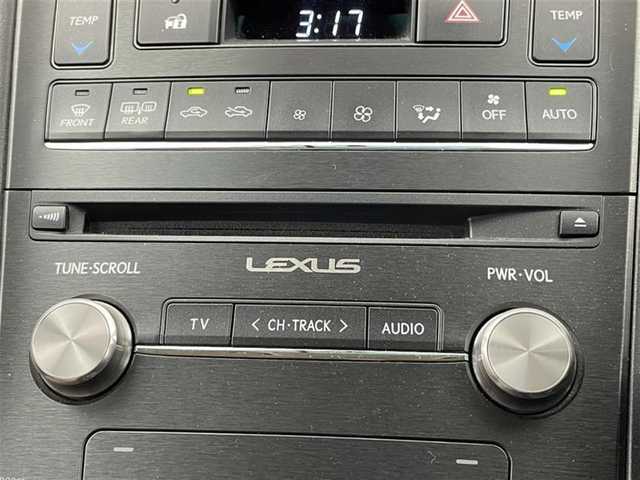 TEMP
3:17
TEMP
FRONT
REAR
OFF
AUTO
TUNE·SCROLL
LEXUS
PWR·VOL
TV
< CH·TRACK >
AUDIO